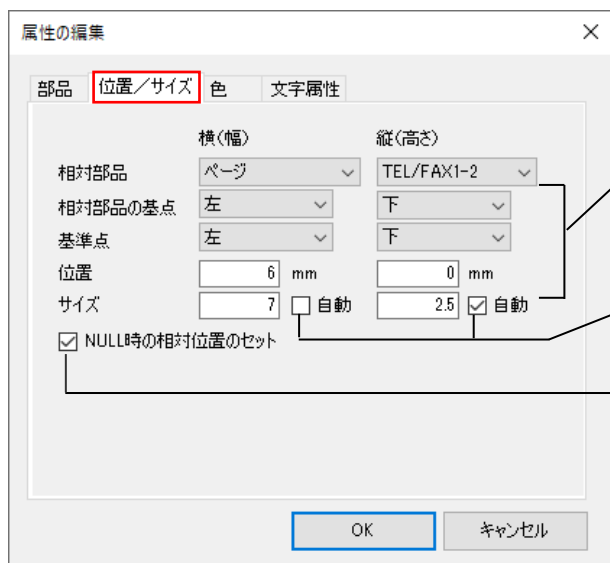 属性の編集
部品 位置／サイズ 色 文字属性
横(幅) 縦(高さ)
相対部品 ページ TEL/FAX1-2
相対部品の基点 左 下
基準点 左 下
位置 6 mm 0 mm
サイズ 7 自動 2.5 自動
NULL時の相対位置のセット
OK キャンセル